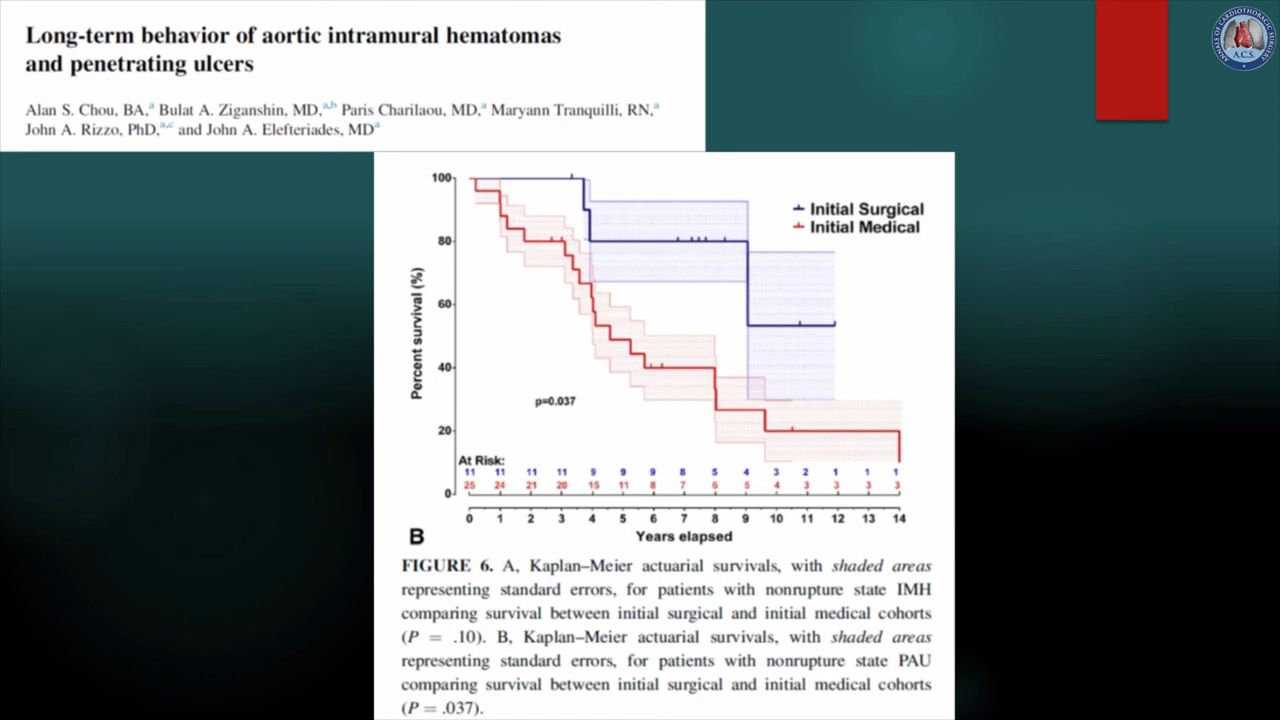 Long-term behavior of aortic intramural hematomas
and penetrating ulcers
Alan S. Chou, BA,a Bulat A. Ziganshin, MD,a,b Paris Charilaou, MD,a Maryann Tranquilli, RN,a
John A. Rizzo, PhD,a,c and John A. Elefteriades, MDa
ANNALS OF CARDIOTHORACIC SURGERY
A.C.S.
100
80
60
40
20
0
Percent survival (%)
Initial Surgical
Initial Medical
p=0.037
At Risk:
11 11 11 11 9 9 9 8 5 4 3 2 1 1 1
25 24 21 20 15 11 8 7 6 5 4 3 3 3 3
0 1 2 3 4 5 6 7 8 9 10 11 12 13 14
Years elapsed
B
FIGURE 6. A, Kaplan–Meier actuarial survivals, with shaded areas
representing standard errors, for patients with nonrupture state IMH
comparing survival between initial surgical and initial medical cohorts
(P = .10). B, Kaplan–Meier actuarial survivals, with shaded areas
representing standard errors, for patients with nonrupture state PAU
comparing survival between initial surgical and initial medical cohorts
(P = .037).